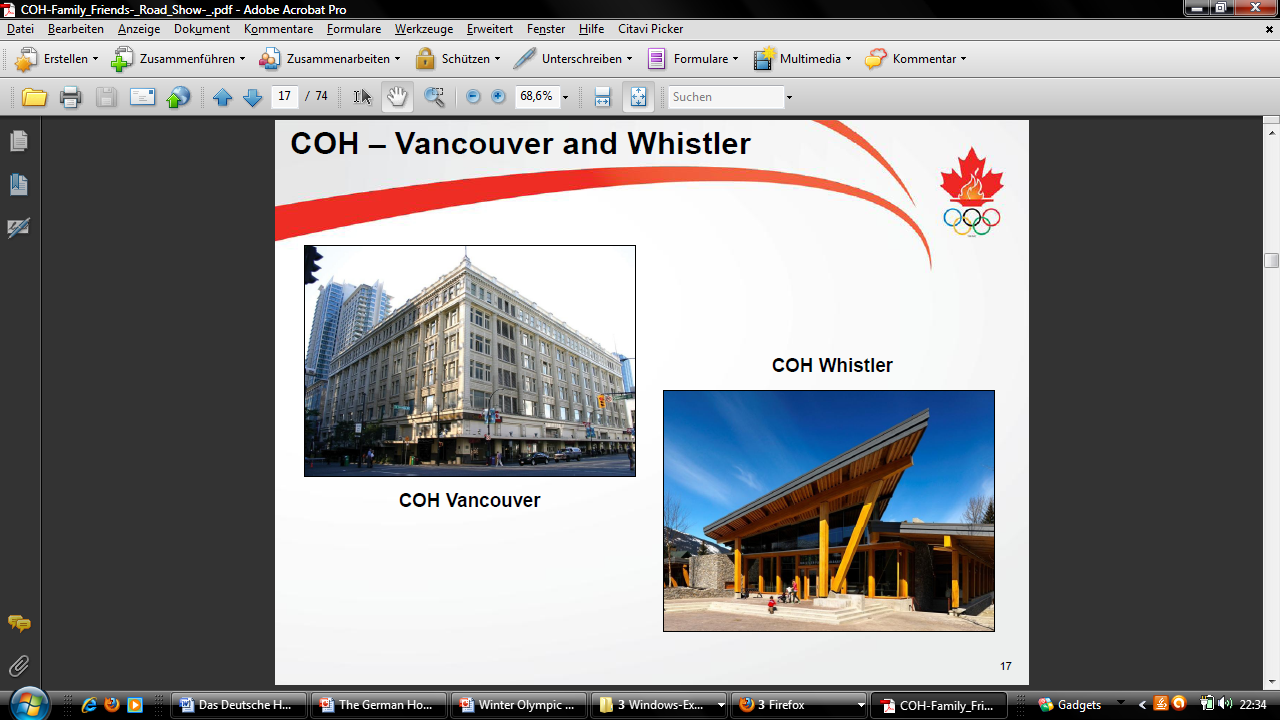 COH-Family_Friends-_Road_Show-_.pdf - Adobe Acrobat Pro
Datei Bearbeiten Anzeige Dokument Kommentare Formulare Werkzeuge Erweitert Fenster Hilfe Citavi Picker
Erstellen Zusammenführen Zusammenarbeiten Schützen Unterschreiben Formulare Multimedia Kommentar
17 / 74 68,6% Suchen
COH – Vancouver and Whistler
COH Whistler
COH Vancouver
17
Das Deutsche H... The German Ho... Winter Olympic ... 3 Windows-Ex... 3 Firefox COH-Family_Fri... Gadgets 22:34